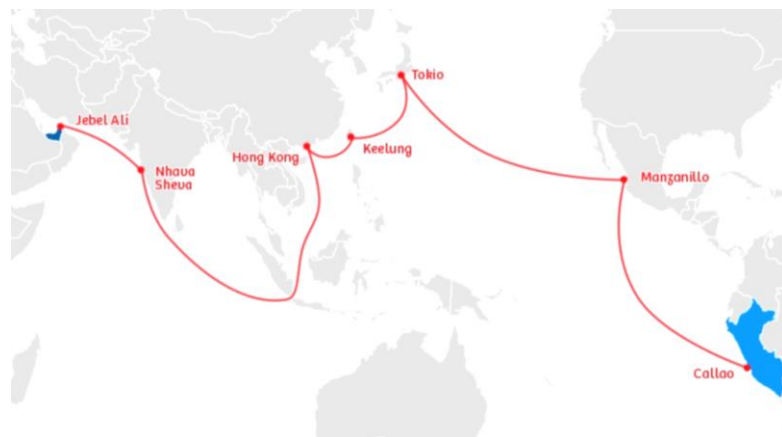 Tokio
Jebel Ali
Keelung
Hong Kong
Nhava
Sheva
Manzanillo
Callao